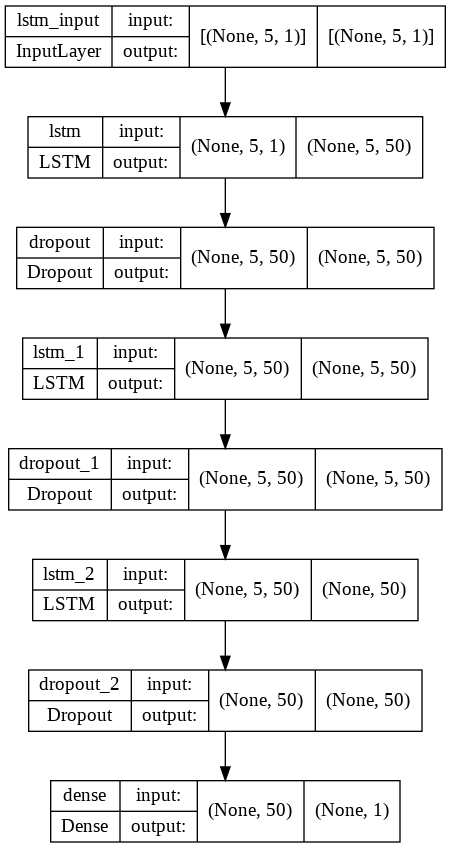 lstm_input input: [(None, 5, 1)] [(None, 5, 1)]
InputLayer output:
lstm input: (None, 5, 1) (None, 5, 50)
LSTM output:
dropout input: (None, 5, 50) (None, 5, 50)
Dropout output:
lstm_1 input: (None, 5, 50) (None, 5, 50)
LSTM output:
dropout_1 input: (None, 5, 50) (None, 5, 50)
Dropout output:
lstm_2 input: (None, 5, 50) (None, 50)
LSTM output:
dropout_2 input: (None, 50) (None, 50)
Dropout output:
dense input: (None, 50) (None, 1)
Dense output: